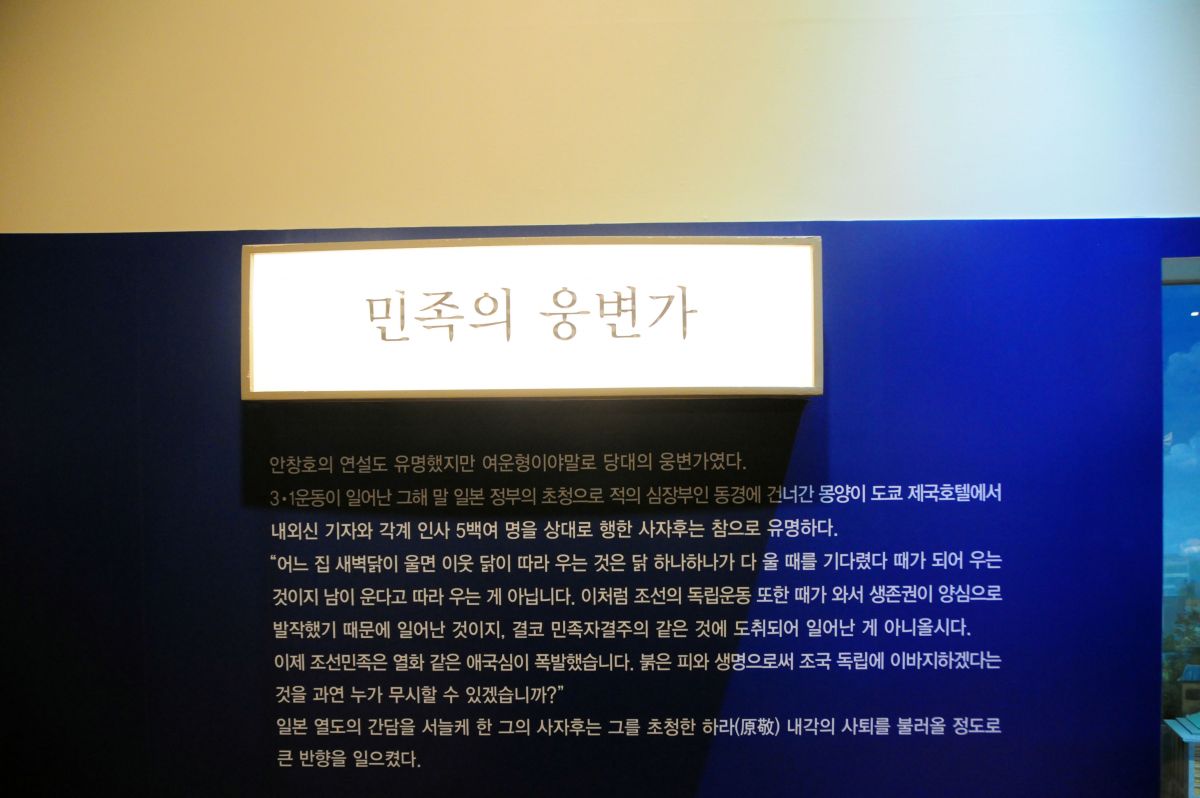 민족의 웅변가
안창호의 연설도 유명했지만 여운형이야말로 당대의 웅변가였다.
3·1운동이 일어난 그해 말 일본 정부의 초청으로 적의 심장부인 동경에 건너간 몽양이 도쿄 제국호텔에서
내외신 기자와 각계 인사 5백여 명을 상대로 행한 사자후는 참으로 유명하다.
“어느 집 새벽닭이 울면 이웃 닭이 따라 우는 것은 닭 하나하나가 다 울 때를 기다렸다 때가 되어 우는
것이지 남이 운다고 따라 우는 게 아닙니다. 이처럼 조선의 독립운동 또한 때가 와서 생존권이 양심으로
발작했기 때문에 일어난 것이지, 결코 민족자결주의 같은 것에 도취되어 일어난 게 아니올시다.
이제 조선민족은 열화 같은 애국심이 폭발했습니다. 붉은 피와 생명으로써 조국 독립에 이바지하겠다는
것을 과연 누가 무시할 수 있겠습니까?”
일본 열도의 간담을 서늘케 한 그의 사자후는 그를 초청한 하라(原敬) 내각의 사퇴를 불러올 정도로
큰 반향을 일으켰다.